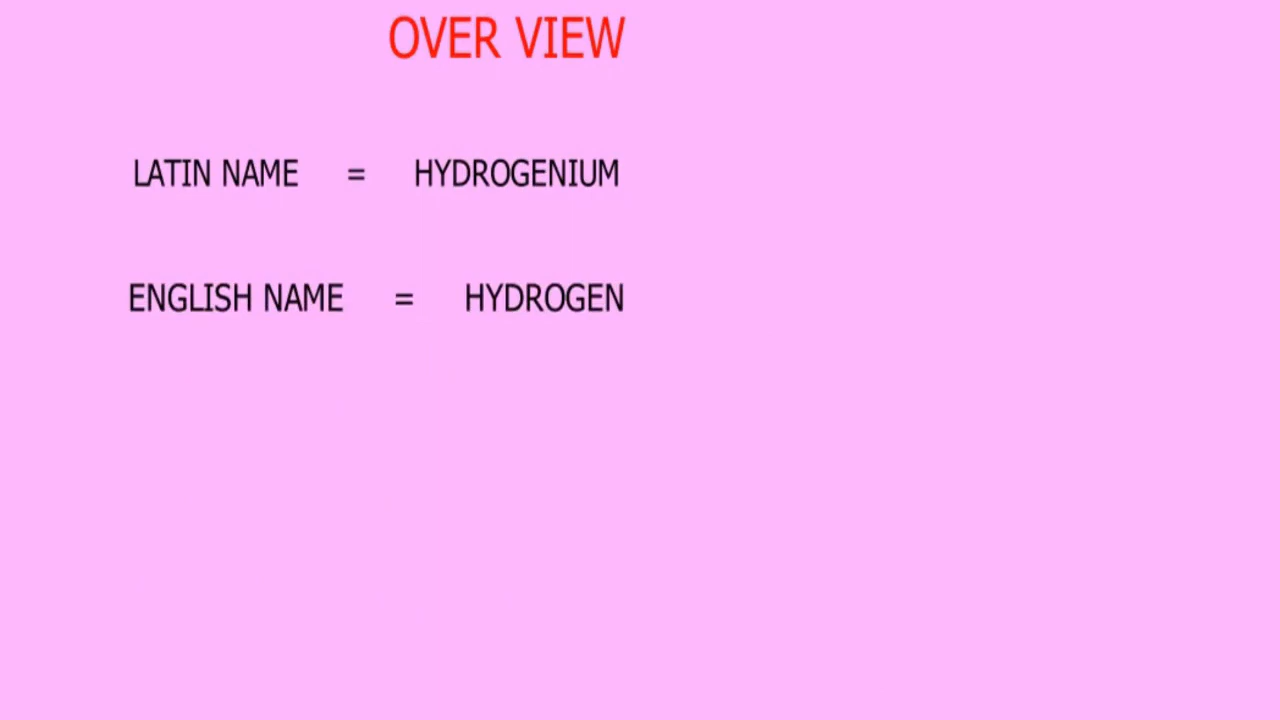 OVER VIEW
LATIN NAME = HYDROGENIUM
ENGLISH NAME = HYDROGEN